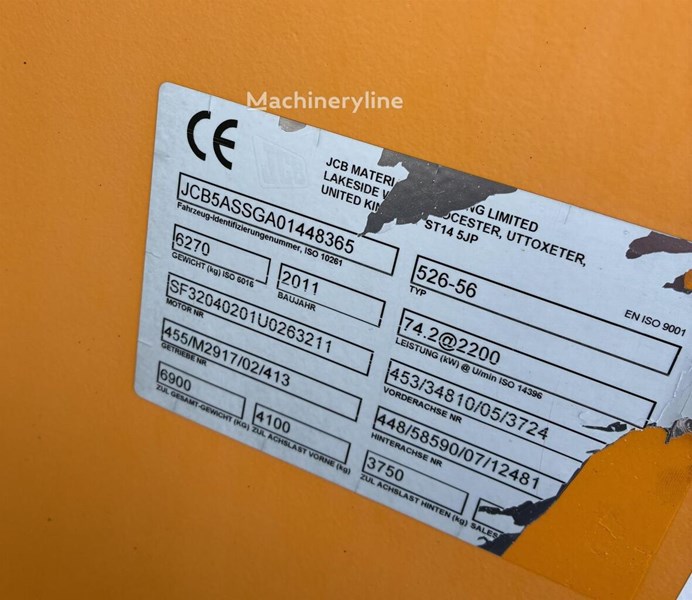 Machineryline
CE
JCB MATERI NG LIMITED
LAKESIDE W OCESTER, UTTOXETER,
UNITED KIN ST14 5JP
JCB5ASSGA01448365
Fahrzeug-Identifizierungenummer, ISO 10261
526-56
TYP
EN ISO 9001
6270
GEWICHT (kg) ISO 6016
2011
BAUJAHR
74.2@2200
LEISTUNG (kW) @ U/min ISO 14396
SF32040201U0263211
MOTOR NR
453/34810/05/3724
VORDERACHSE NR
455/M2917/02/413
GETRIEBE NR
448/58590/07/12481
HINTERACHSE NR
6900
ZUL GESAMT-GEWICHT (KG)
4100
ZUL ACHSLAST VORNE (kg)
3750
ZUL ACHSLAST HINTEN (kg)
SALES